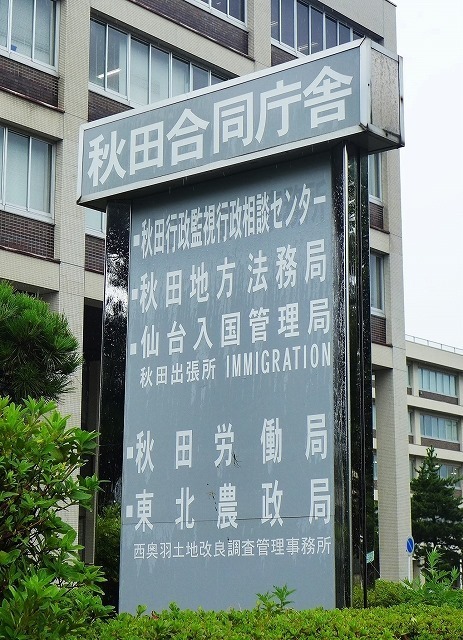 秋田合同庁舎
▪秋田行政監視行政相談センター
▪秋田地方法務局
▪仙台入国管理局
秋田出張所 IMMIGRATION
▪秋田労働局
▪東北農政局
西奥羽土地改良調査管理事務所